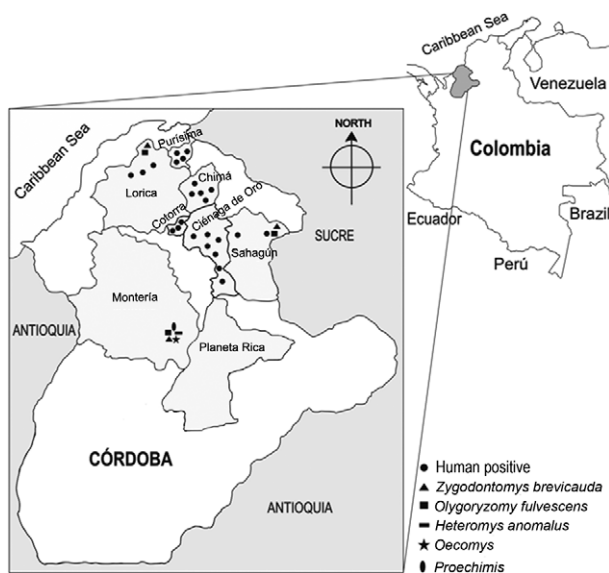 Caribbean Sea
Venezuela
Colombia
Ecuador
Brazil
Perú
Caribbean Sea
NORTH
Purísima
Lorica
Chimá
Cotorra
Ciénaga de Oro
Sahagún
SUCRE
Montería
ANTIOQUIA
Planeta Rica
CÓRDOBA
ANTIOQUIA
Human positive
Zygodontomys brevicauda
Olygoryzomy fulvescens
Heteromys anomalus
Oecomys
Proechimis